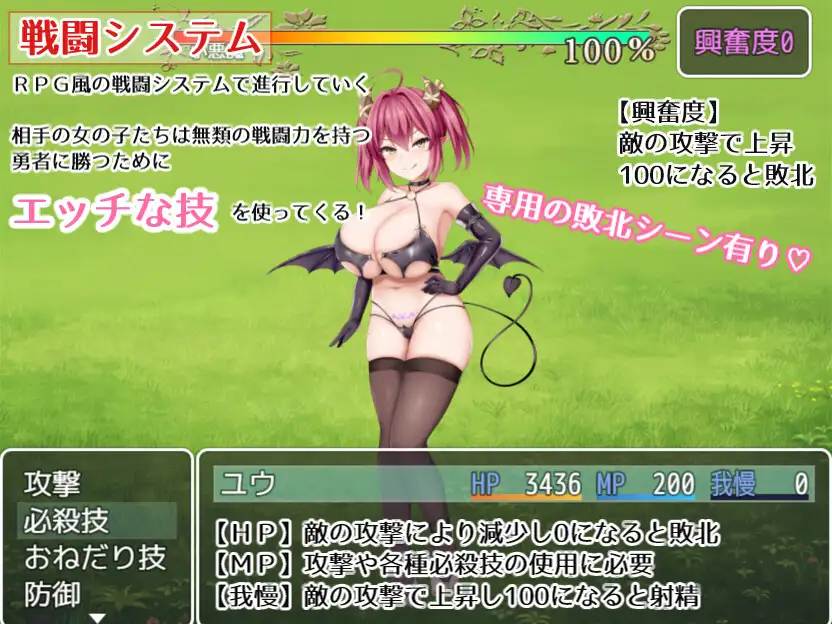 戦闘システム
100%
興奮度0
RPG風の戦闘システムで進行していく
相手の女の子たちは無類の戦闘力を持つ
勇者に勝つために
エッチな技 を使ってくる！
【興奮度】
敵の攻撃で上昇
100になると敗北
専用の敗北シーン有り♡
攻撃
必殺技
おねだり技
防御
ユウ HP 3436 MP 200 我慢 0
【HP】敵の攻撃により減少し0になると敗北
【MP】攻撃や各種必殺技の使用に必要
【我慢】敵の攻撃で上昇し100になると射精